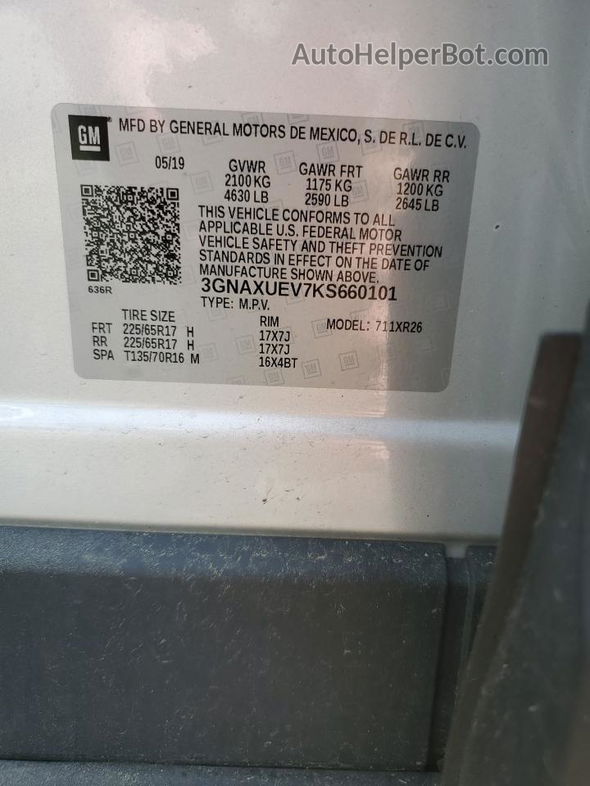 AutoHelperBot.com
GM MFD BY GENERAL MOTORS DE MEXICO, S. DE R.L. DE C.V.
05/19 GVWR GAWR FRT GAWR RR
2100 KG 1175 KG 1200 KG
4630 LB 2590 LB 2645 LB
THIS VEHICLE CONFORMS TO ALL
APPLICABLE U.S. FEDERAL MOTOR
VEHICLE SAFETY AND THEFT PREVENTION
STANDARDS IN EFFECT ON THE DATE OF
MANUFACTURE SHOWN ABOVE.
636R 3GNAXUEV7KS660101
TYPE: M.P.V.
TIRE SIZE RIM MODEL: 711XR26
FRT 225/65R17 H 17X7J
RR 225/65R17 H 17X7J
SPA T135/70R16 M 16X4BT